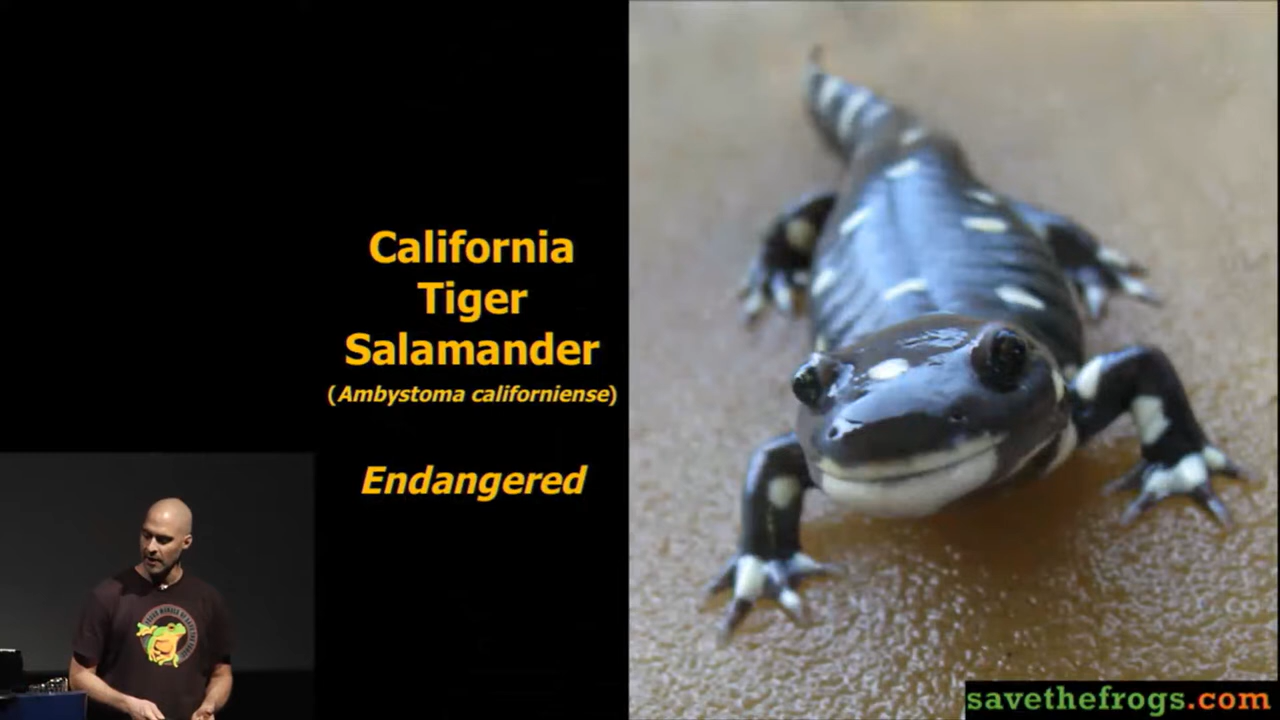 California
Tiger
Salamander
(Ambystoma californiense)
Endangered
savethefrogs.com